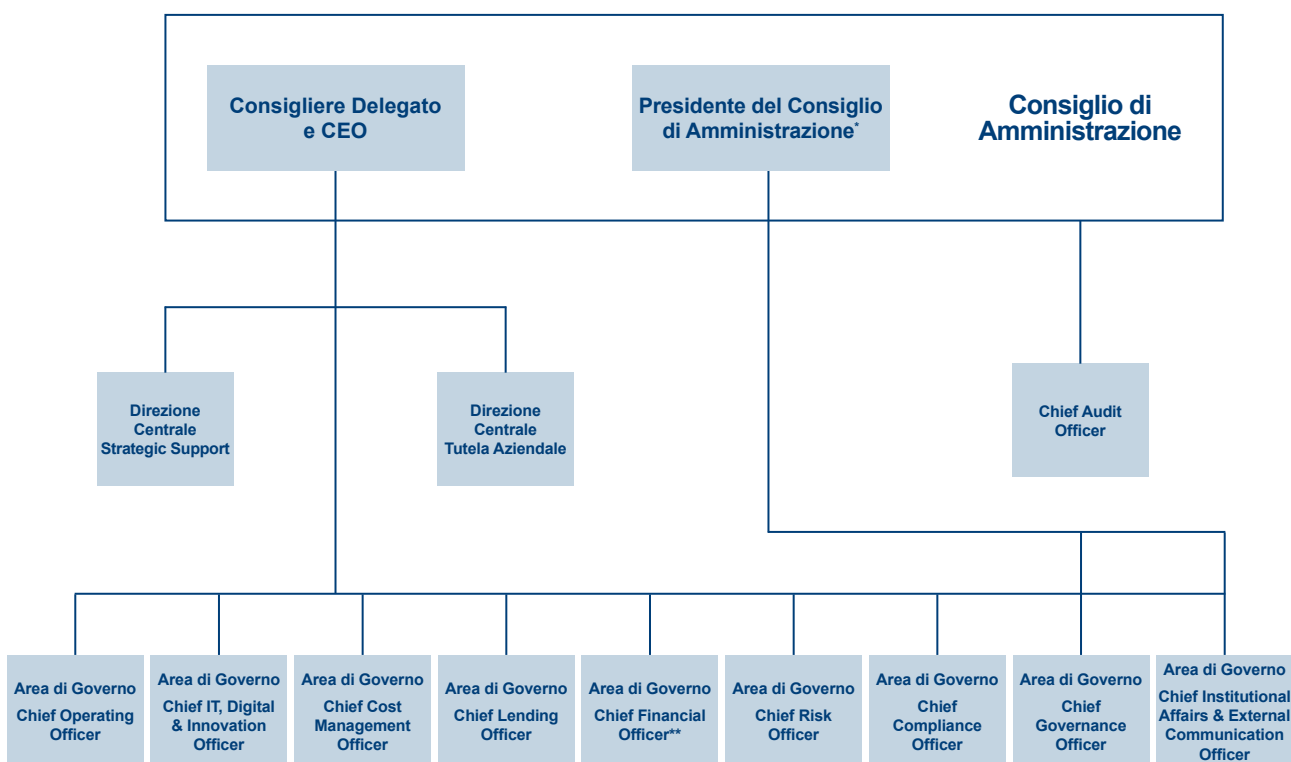 Consigliere Delegato
e CEO
Presidente del Consiglio
di Amministrazione*
Consiglio di
Amministrazione
Direzione
Centrale
Strategic Support
Direzione
Centrale
Tutela Aziendale
Chief Audit
Officer
Area di Governo
Chief Operating
Officer
Area di Governo
Chief IT, Digital
& Innovation
Officer
Area di Governo
Chief Cost
Management
Officer
Area di Governo
Chief Lending
Officer
Area di Governo
Chief Financial
Officer**
Area di Governo
Chief Risk
Officer
Area di Governo
Chief
Compliance
Officer
Area di Governo
Chief
Governance
Officer
Area di Governo
Chief Institutional
Affairs & External
Communication
Officer